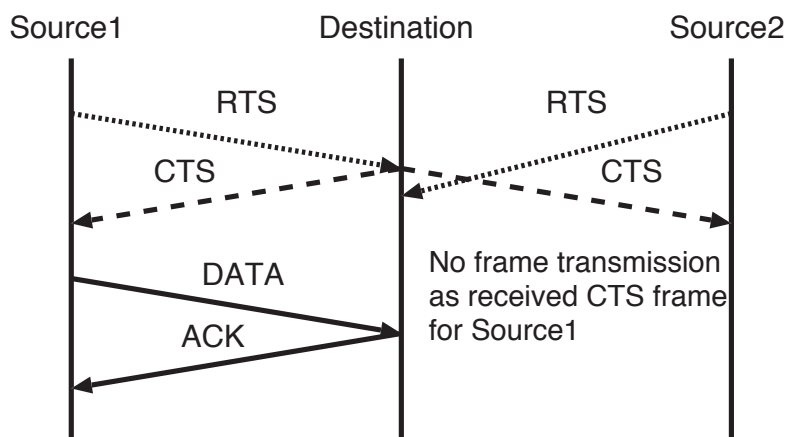 Source1 Destination Source2
RTS RTS
CTS CTS
DATA
ACK
No frame transmission
as received CTS frame
for Source1